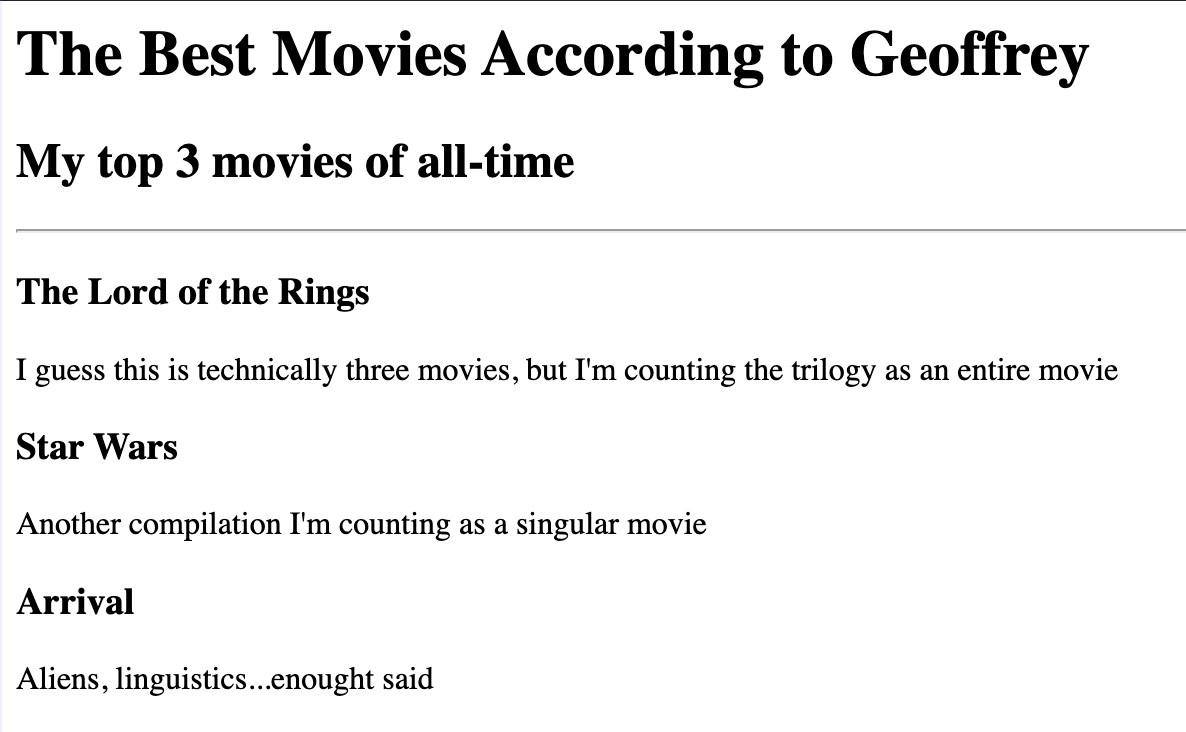 The Best Movies According to Geoffrey
My top 3 movies of all-time
The Lord of the Rings
I guess this is technically three movies, but I'm counting the trilogy as an entire movie
Star Wars
Another compilation I'm counting as a singular movie
Arrival
Aliens, linguistics...enought said